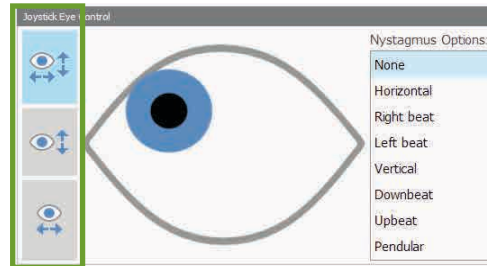 Joystick Eye Control
Nystagmus Options:
None
Horizontal
Right beat
Left beat
Vertical
Downbeat
Upbeat
Pendular